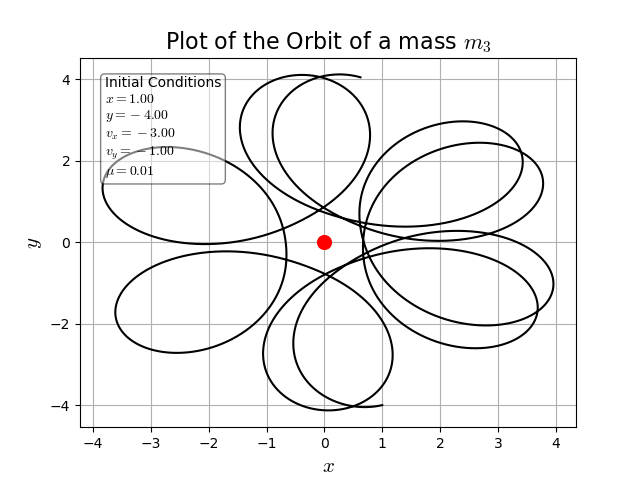 Plot of the Orbit of a mass m₃
Initial Conditions
x = 1.00
y = −4.00
vₓ = −3.00
v_y = −1.00
μ = 0.01
4
2
0
−2
−4
y
−4 −3 −2 −1 0 1 2 3 4
x